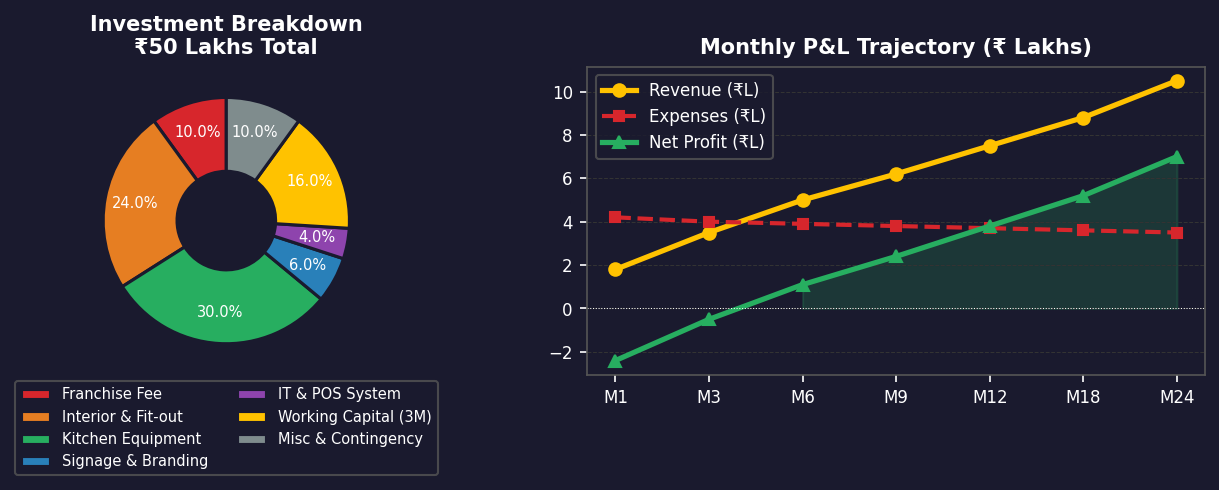 Investment Breakdown
₹50 Lakhs Total
10.0%
10.0%
24.0%
16.0%
4.0%
6.0%
30.0%
Franchise Fee
Interior & Fit-out
Kitchen Equipment
Signage & Branding
IT & POS System
Working Capital (3M)
Misc & Contingency
Monthly P&L Trajectory (₹ Lakhs)
Revenue (₹L)
Expenses (₹L)
Net Profit (₹L)
10
8
6
4
2
0
−2
M1
M3
M6
M9
M12
M18
M24